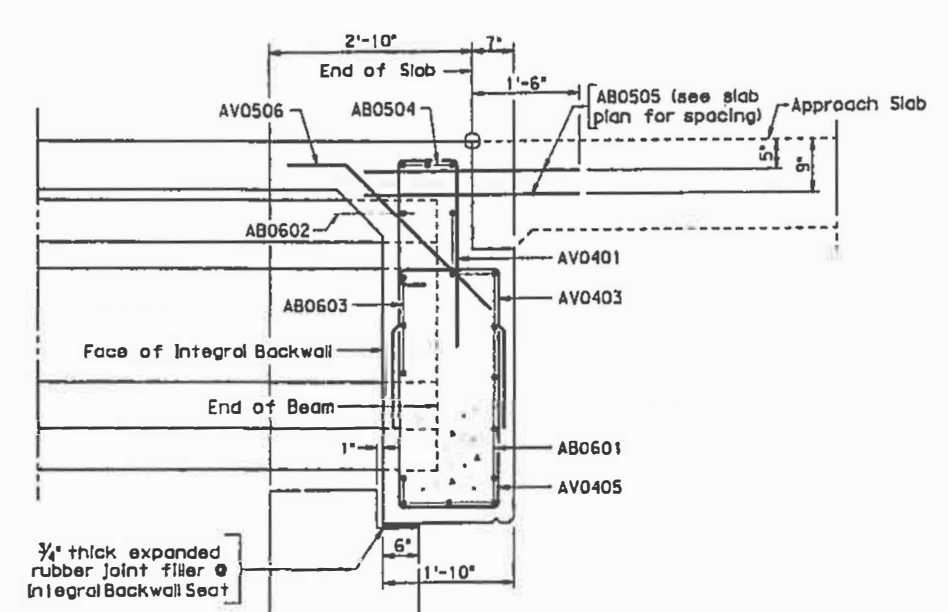 2'-10"
7"
End of Slab
1'-6"
AV0506
AB0504
AB0505 (see slab
plan for spacing)
Approach Slab
5"
9"
AB0602
AV0401
AB0603
AV0403
Face of Integral Backwall
End of Beam
1"
AB0601
AV0405
¾" thick expanded
rubber joint filler @
Integral Backwall Seat
6"
1'-10"